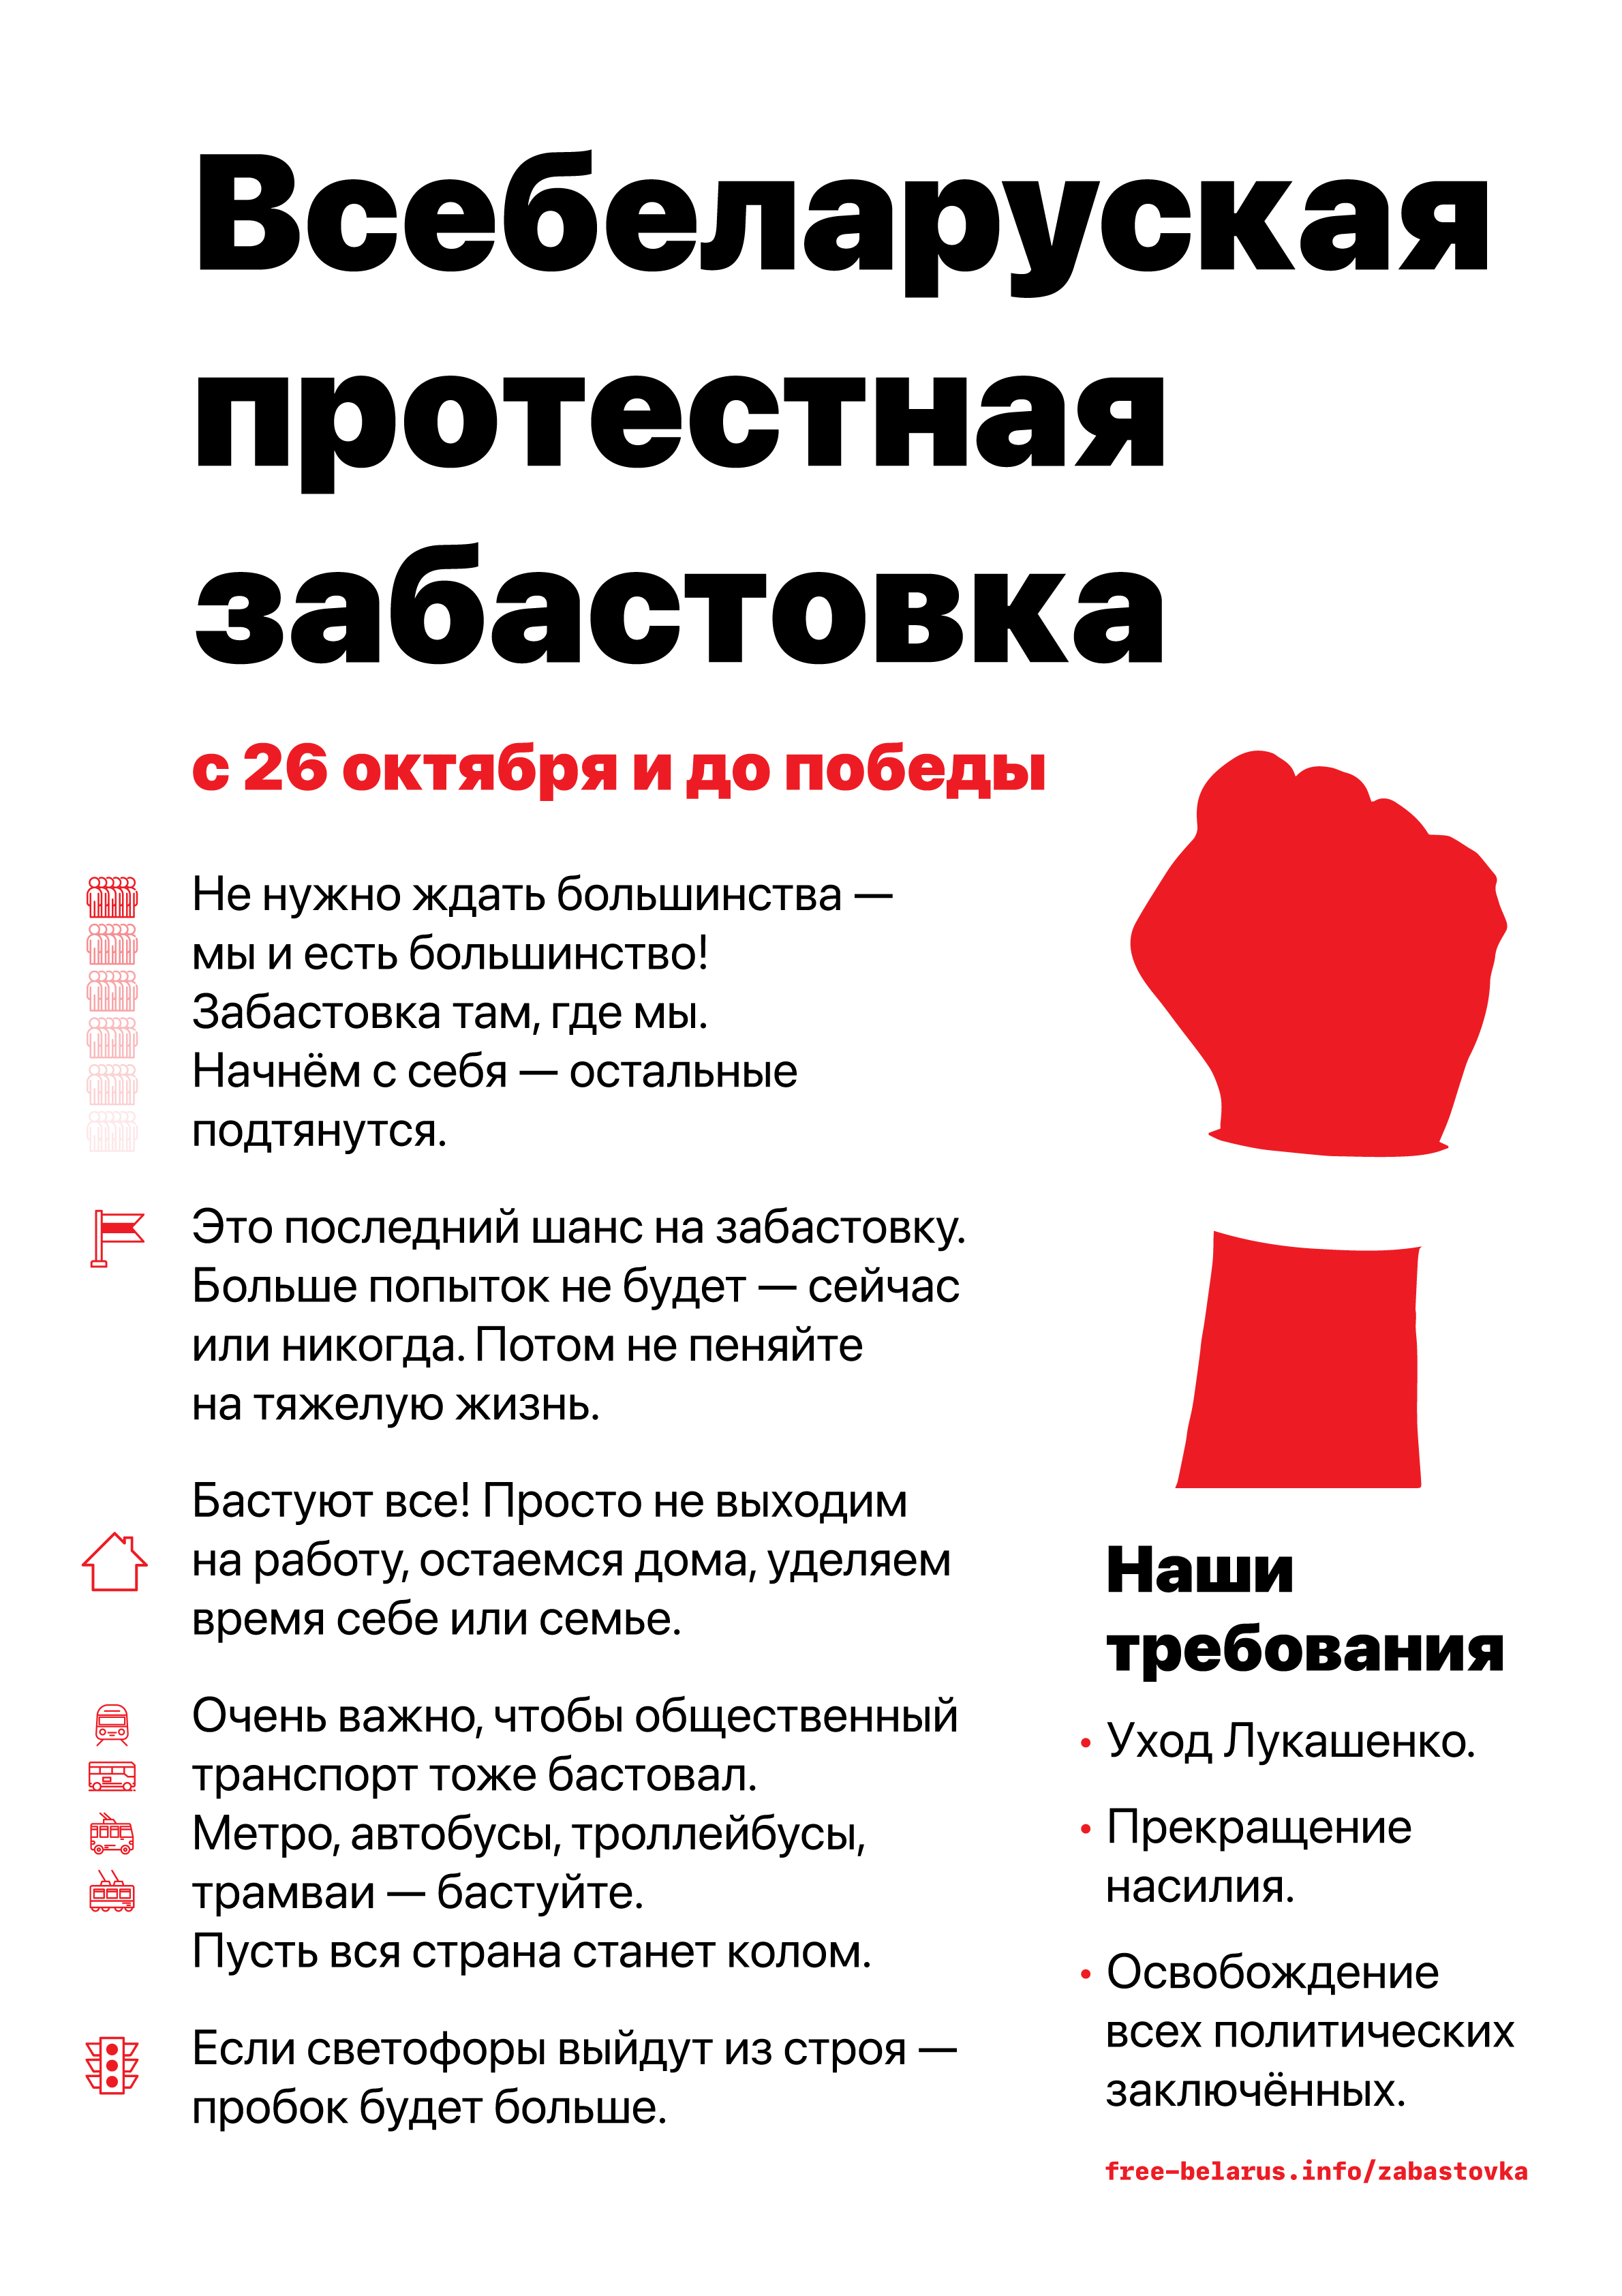 Всебеларуская
протестная
забастовка
с 26 октября и до победы
Не нужно ждать большинства —
мы и есть большинство!
Забастовка там, где мы.
Начнём с себя — остальные
подтянутся.
Это последний шанс на забастовку.
Больше попыток не будет — сейчас
или никогда. Потом не пеняйте
на тяжелую жизнь.
Бастуют все! Просто не выходим
на работу, остаемся дома, уделяем
время себе или семье.
Очень важно, чтобы общественный
транспорт тоже бастовал.
Метро, автобусы, троллейбусы,
трамваи — бастуйте.
Пусть вся страна станет колом.
Если светофоры выйдут из строя —
пробок будет больше.
Наши
требования
• Уход Лукашенко.
• Прекращение
насилия.
• Освобождение
всех политических
заключённых.
free-belarus.info/zabastovka